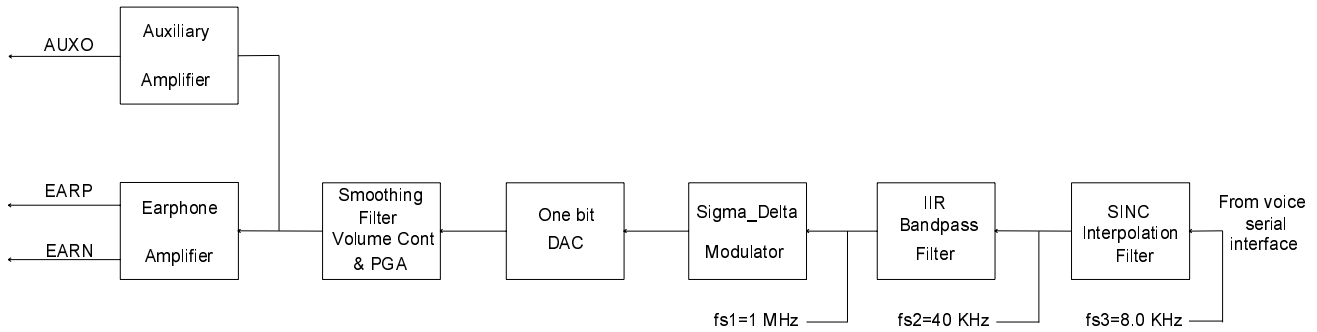 AUXO
Auxiliary
Amplifier
EARP
EARN
Earphone
Amplifier
Smoothing
Filter
Volume Cont
& PGA
One bit
DAC
Sigma_Delta
Modulator
IIR
Bandpass
Filter
SINC
Interpolation
Filter
From voice
serial
interface
fs1=1 MHz
fs2=40 KHz
fs3=8.0 KHz